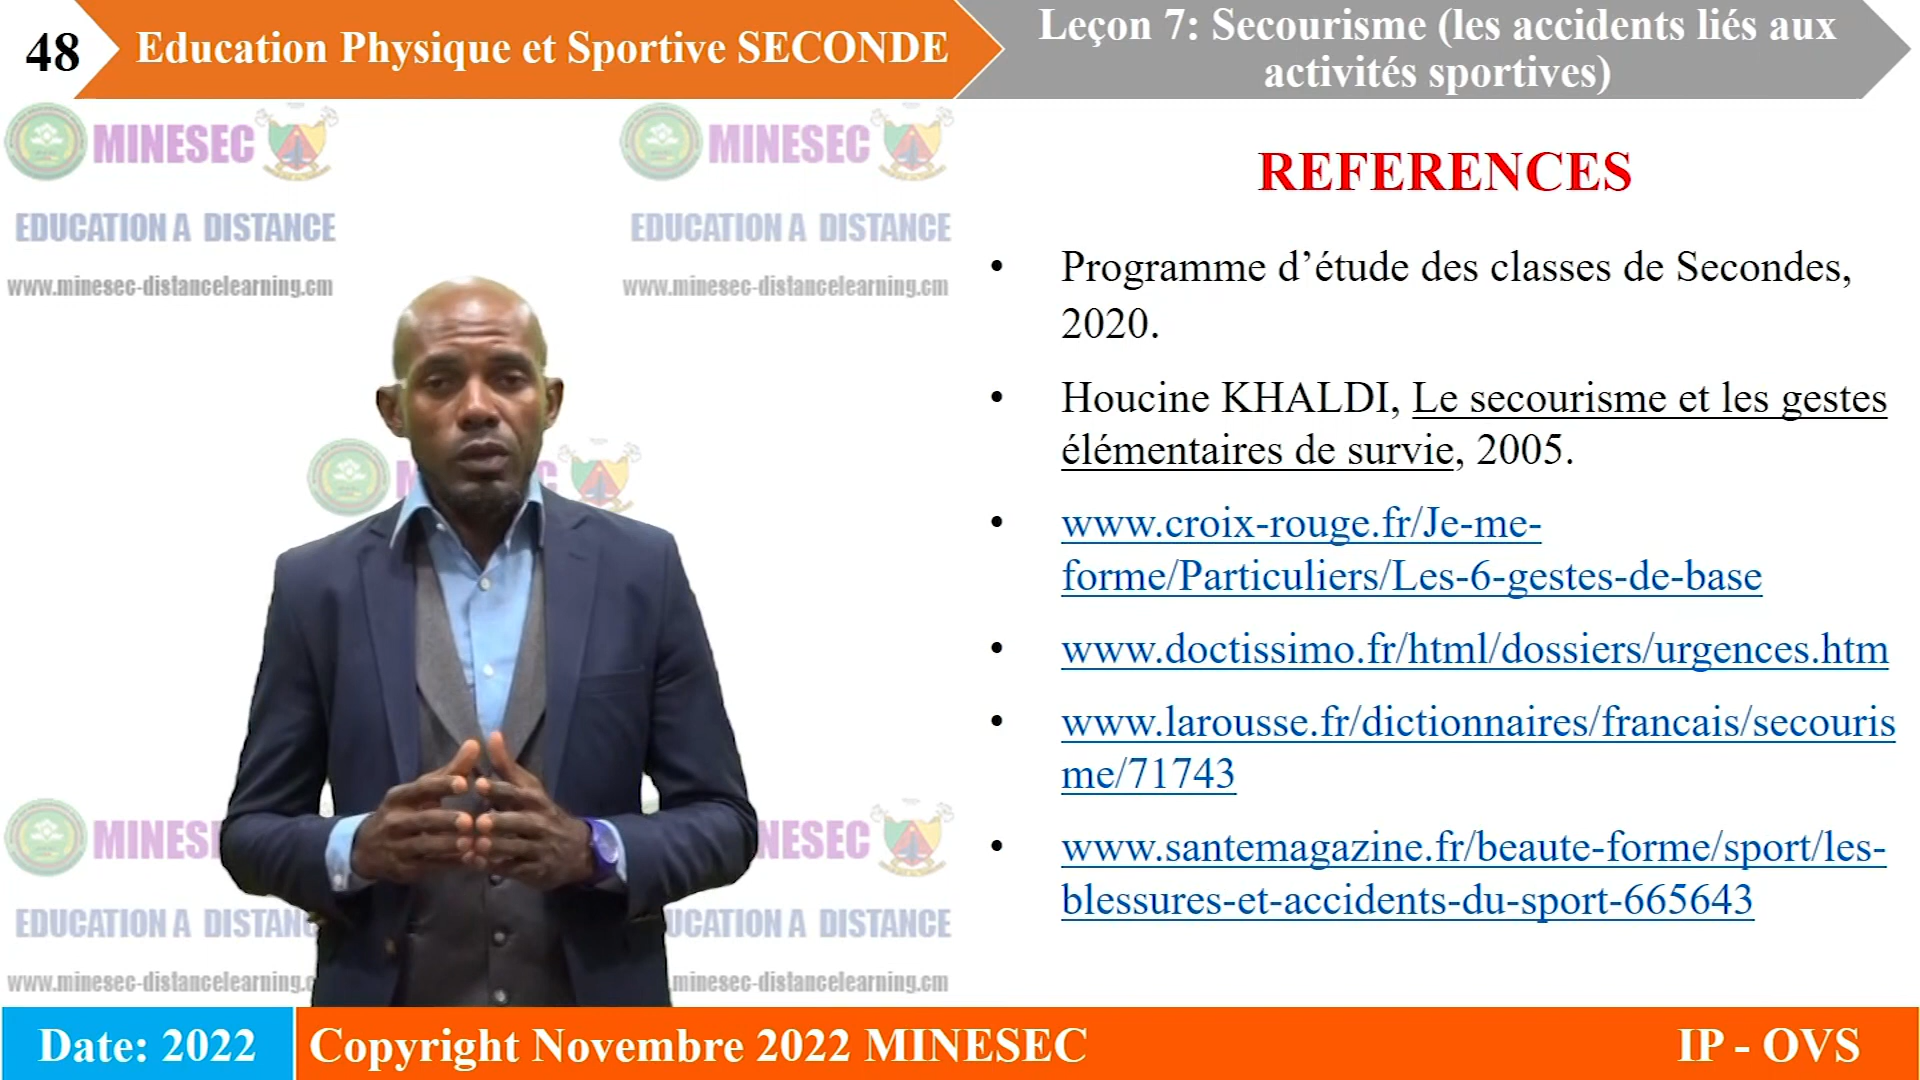 48
Education Physique et Sportive SECONDE
Leçon 7: Secourisme (les accidents liés aux
activités sportives)
MINESEC
EDUCATION A DISTANCE
www.minesec-distancelearning.cm
MINESEC
EDUCATION A DISTANCE
www.minesec-distancelearning.cm
REFERENCES
• Programme d’étude des classes de Secondes,
2020.
• Houcine KHALDI, Le secourisme et les gestes
élémentaires de survie, 2005.
• www.croix-rouge.fr/Je-me-
forme/Particuliers/Les-6-gestes-de-base
• www.doctissimo.fr/html/dossiers/urgences.htm
• www.larousse.fr/dictionnaires/francais/secouris
me/71743
• www.santemagazine.fr/beaute-forme/sport/les-
blessures-et-accidents-du-sport-665643
Date: 2022
Copyright Novembre 2022 MINESEC
IP - OVS